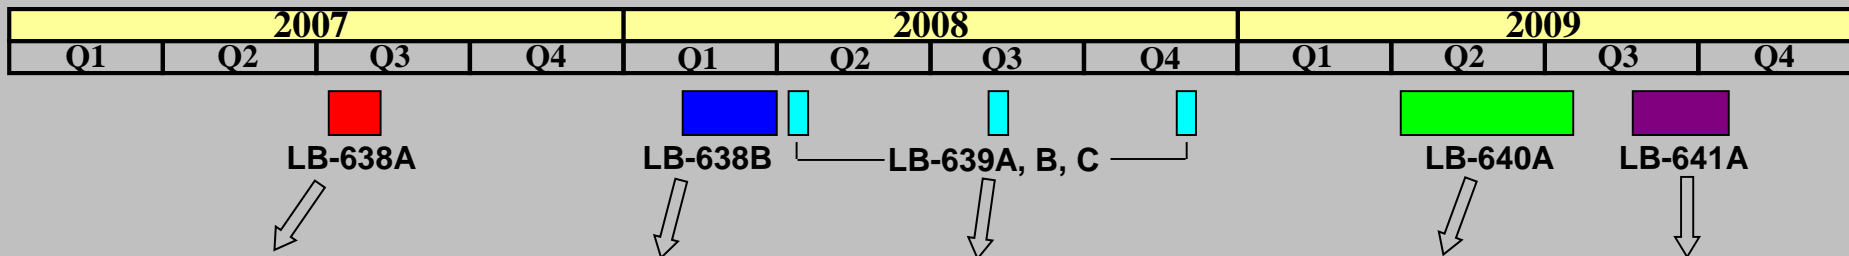 2007 2008 2009
Q1 Q2 Q3 Q4 Q1 Q2 Q3 Q4 Q1 Q2 Q3 Q4
LB-638A LB-638B LB-639A, B, C LB-640A LB-641A